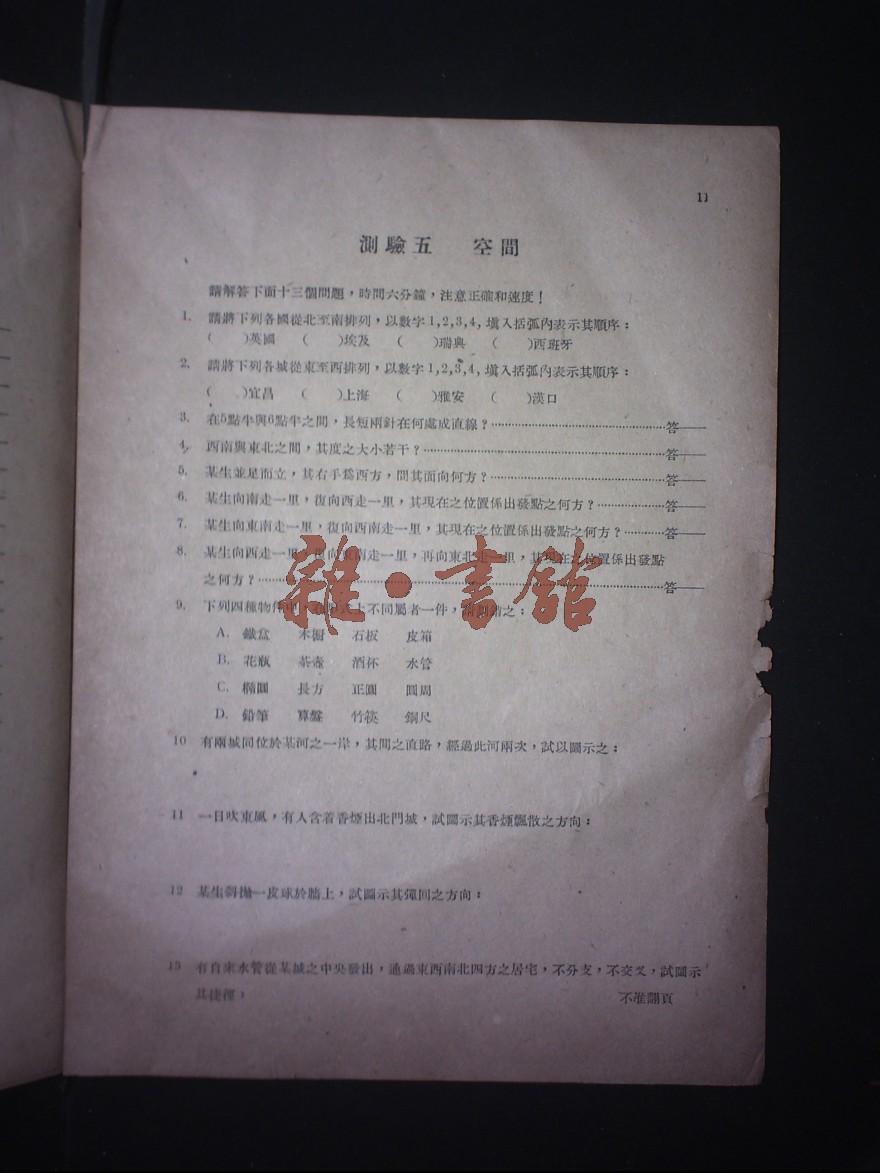 11
測驗五 空間
請解答下面十三個問題,時間六分鐘,注意正確和速度!
1. 請將下列各國從北至南排列,以數字1,2,3,4,塡入括弧內表示其順序:
( )英國 ( )埃及 ( )瑞典 ( )西班牙
2. 請將下列各城從東至西排列,以數字1,2,3,4,塡入括弧內表示其順序:
( )宜昌 ( )上海 ( )雅安 ( )漢口
3. 在5點半與6點半之間,長短兩針在何處成直線?答
4. 西南與東北之間,其度之大小若干?答
5. 某生並足而立,其右手爲西方,問其面向何方?答
6. 某生向南走一里,復向西走一里,其現在之位置係出發點之何方?答
7. 某生向東南走一里,復向西南走一里,其現在之位置係出發點之何方?答
8. 某生向西走一里,南走一里,再向東北走一里,其現在之位置係出發點
之何方?答
9. 下列四種物件中,上不同屬者一件,之:
A. 鐵盒 木櫥 石板 皮箱
B. 花瓶 茶壺 酒杯 水管
C. 橢圓 長方 正圓 圓周
D. 鉛筆 算盤 竹筷 銅尺
10 有兩城同位於某河之一岸,其間之直路,經過此河兩次,試以圖示之:
11 一日吹東風,有人含着香煙出北門城,試圖示其香煙飄散之方向:
12 某生斜拋一皮球於牆上,試圖示其彈回之方向:
13 有自來水管從某城之中央發出,通過東西南北四方之居宅,不分支,不交叉,試圖示
其捷徑,
不准翻頁
雜·書館